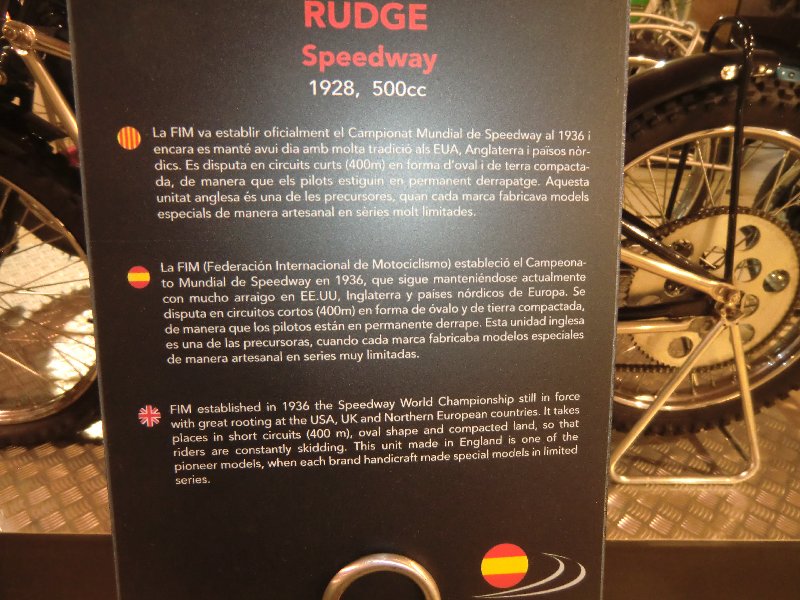 RUDGE
Speedway
1928, 500cc
La FIM va establir oficialment el Campionat Mundial de Speedway al 1936 i
encara es manté avui dia amb molta tradició als EUA, Anglaterra i països nòr-
dics. Es disputa en circuits curts (400m) en forma d'oval i de terra compacta-
da, de manera que els pilots estiguin en permanent derrapatge. Aquesta
unitat anglesa és una de les precursores, quan cada marca fabricava models
especials de manera artesanal en sèries molt limitades.
La FIM (Federación Internacional de Motociclismo) estableció el Campeona-
to Mundial de Speedway en 1936, que sigue manteniéndose actualmente
con mucho arraigo en EE.UU, Inglaterra y países nórdicos de Europa. Se
disputa en circuitos cortos (400m) en forma de óvalo y de tierra compactada,
de manera que los pilotos están en permanente derrape. Esta unidad inglesa
es una de las precursoras, cuando cada marca fabricaba modelos especiales
de manera artesanal en series muy limitadas.
FIM established in 1936 the Speedway World Championship still in force
with great rooting at the USA, UK and Northern European countries. It takes
places in short circuits (400 m), oval shape and compacted land, so that
riders are constantly skidding. This unit made in England is one of the
pioneer models, when each brand handicraft made special models in limited
series.